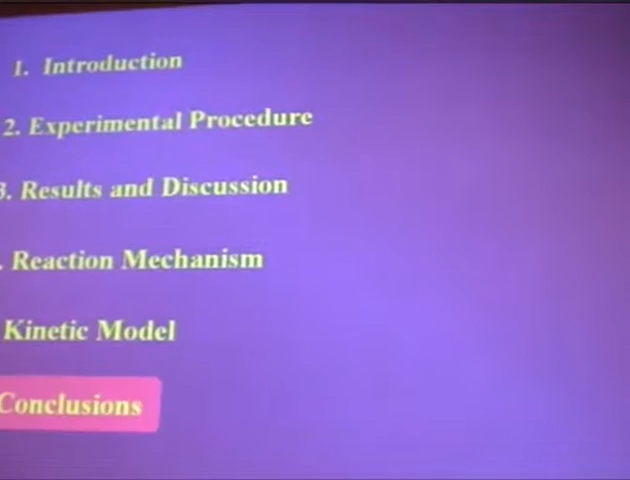 1. Introduction
2. Experimental Procedure
3. Results and Discussion
. Reaction Mechanism
Kinetic Model
Conclusions